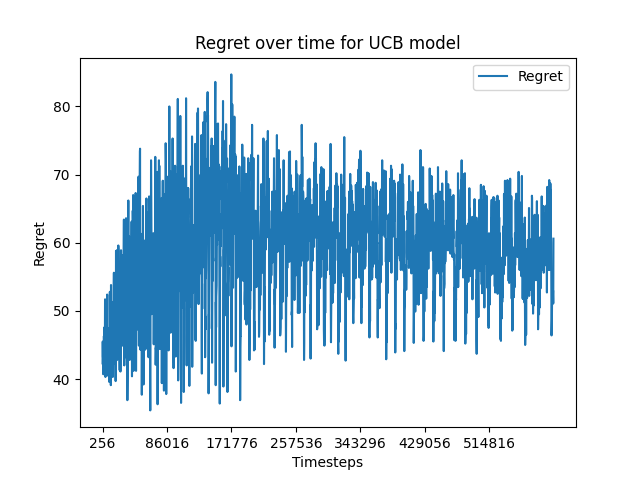 Regret over time for UCB model
Regret
80
70
60
50
40
Regret
256 86016 171776 257536 343296 429056 514816
Timesteps